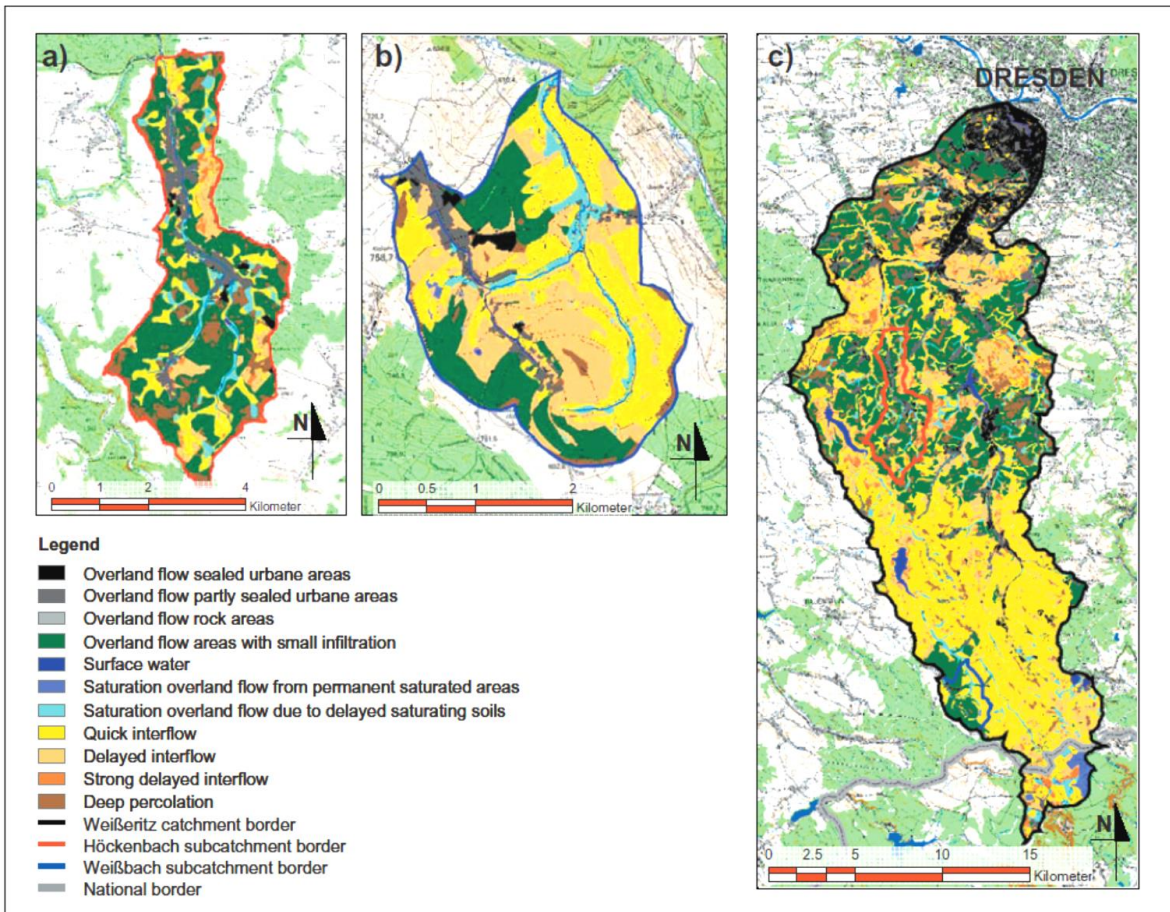 a)
b)
c)
DRESDEN
758,7
N
N
N
0 1 2 4
Kilometer
0 0.5 1 2
Kilometer
0 2.5 5 10 15
Kilometer
Legend
Overland flow sealed urbane areas
Overland flow partly sealed urbane areas
Overland flow rock areas
Overland flow areas with small infiltration
Surface water
Saturation overland flow from permanent saturated areas
Saturation overland flow due to delayed saturating soils
Quick interflow
Delayed interflow
Strong delayed interflow
Deep percolation
Weißeritz catchment border
Höckenbach subcatchment border
Weißbach subcatchment border
National border